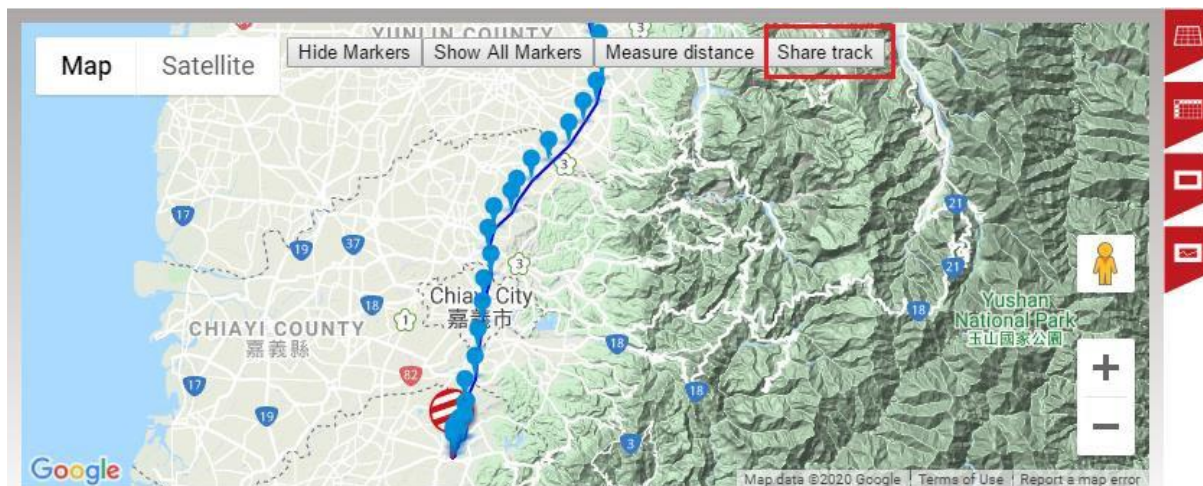 YUNLIN COUNTY
Map
Satellite
Hide Markers
Show All Markers
Measure distance
Share track
3
3
17
19
37
21
3
21
18
Chiayi City
嘉義市
1
CHIAYI COUNTY
嘉義縣
18
Yushan
National Park
玉山國家公園
18
82
17
18
19
3
Google
Map data ©2020 Google
Terms of Use
Report a map error